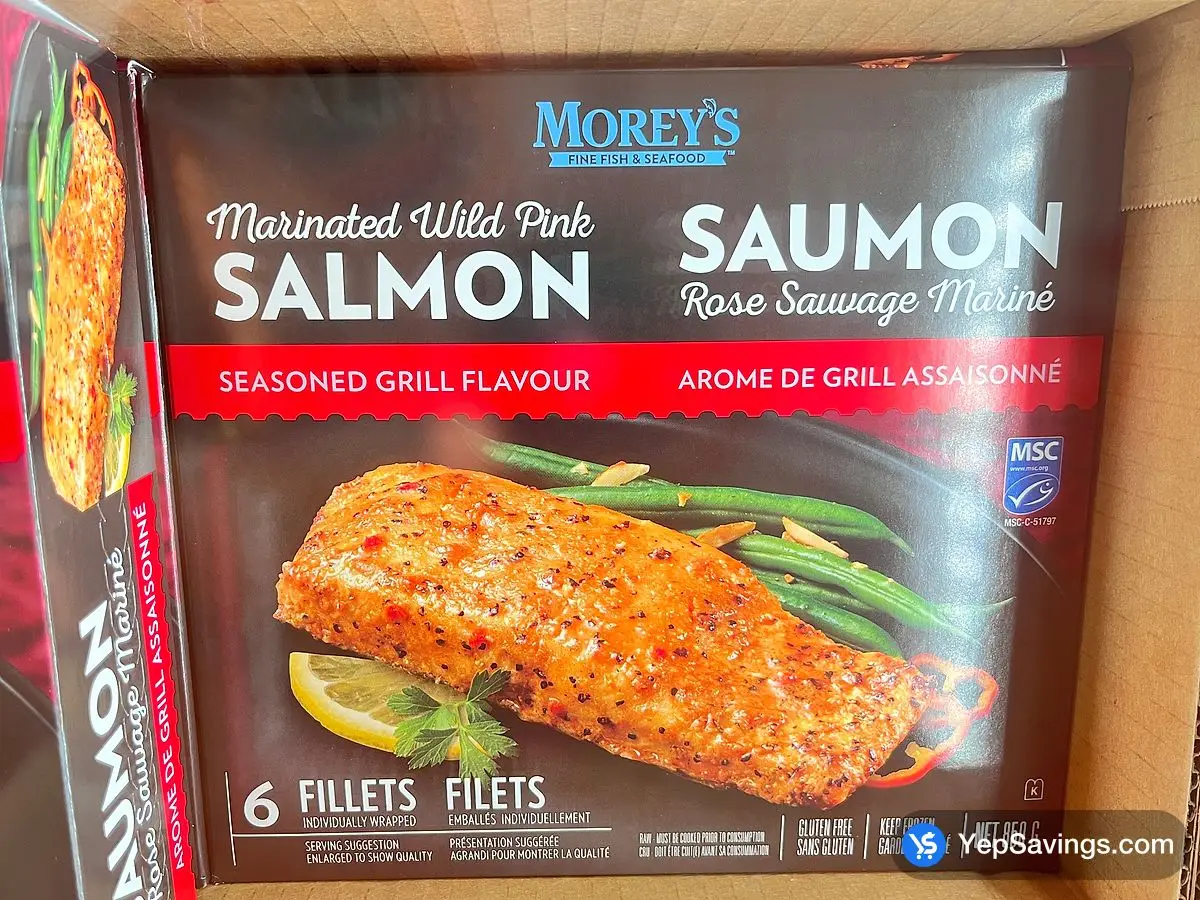 MOREY'S
FINE FISH & SEAFOOD
Marinated Wild Pink
SALMON
SAUMON
Rose Sauvage Mariné
SEASONED GRILL FLAVOUR
AROME DE GRILL ASSAISONNÉ
MSC
www.msc.org
MSC-C-51797
6 FILLETS
INDIVIDUALLY WRAPPED
FILETS
EMBALLÉS INDIVIDUELLEMENT
SERVING SUGGESTION
ENLARGED TO SHOW QUALITY
PRÉSENTATION SUGGÉRÉE
AGRANDI POUR MONTRER LA QUALITÉ
RAW - MUST BE COOKED PRIOR TO CONSUMPTION
CRU - DOIT ÊTRE CUIT(E) AVANT SA CONSOMMATION
GLUTEN FREE
SANS GLUTEN
KEEP FROZEN
K
NET
YepSavings.com
Rose Sauvage Mariné
AROME DE GRILL ASSAISONNÉ